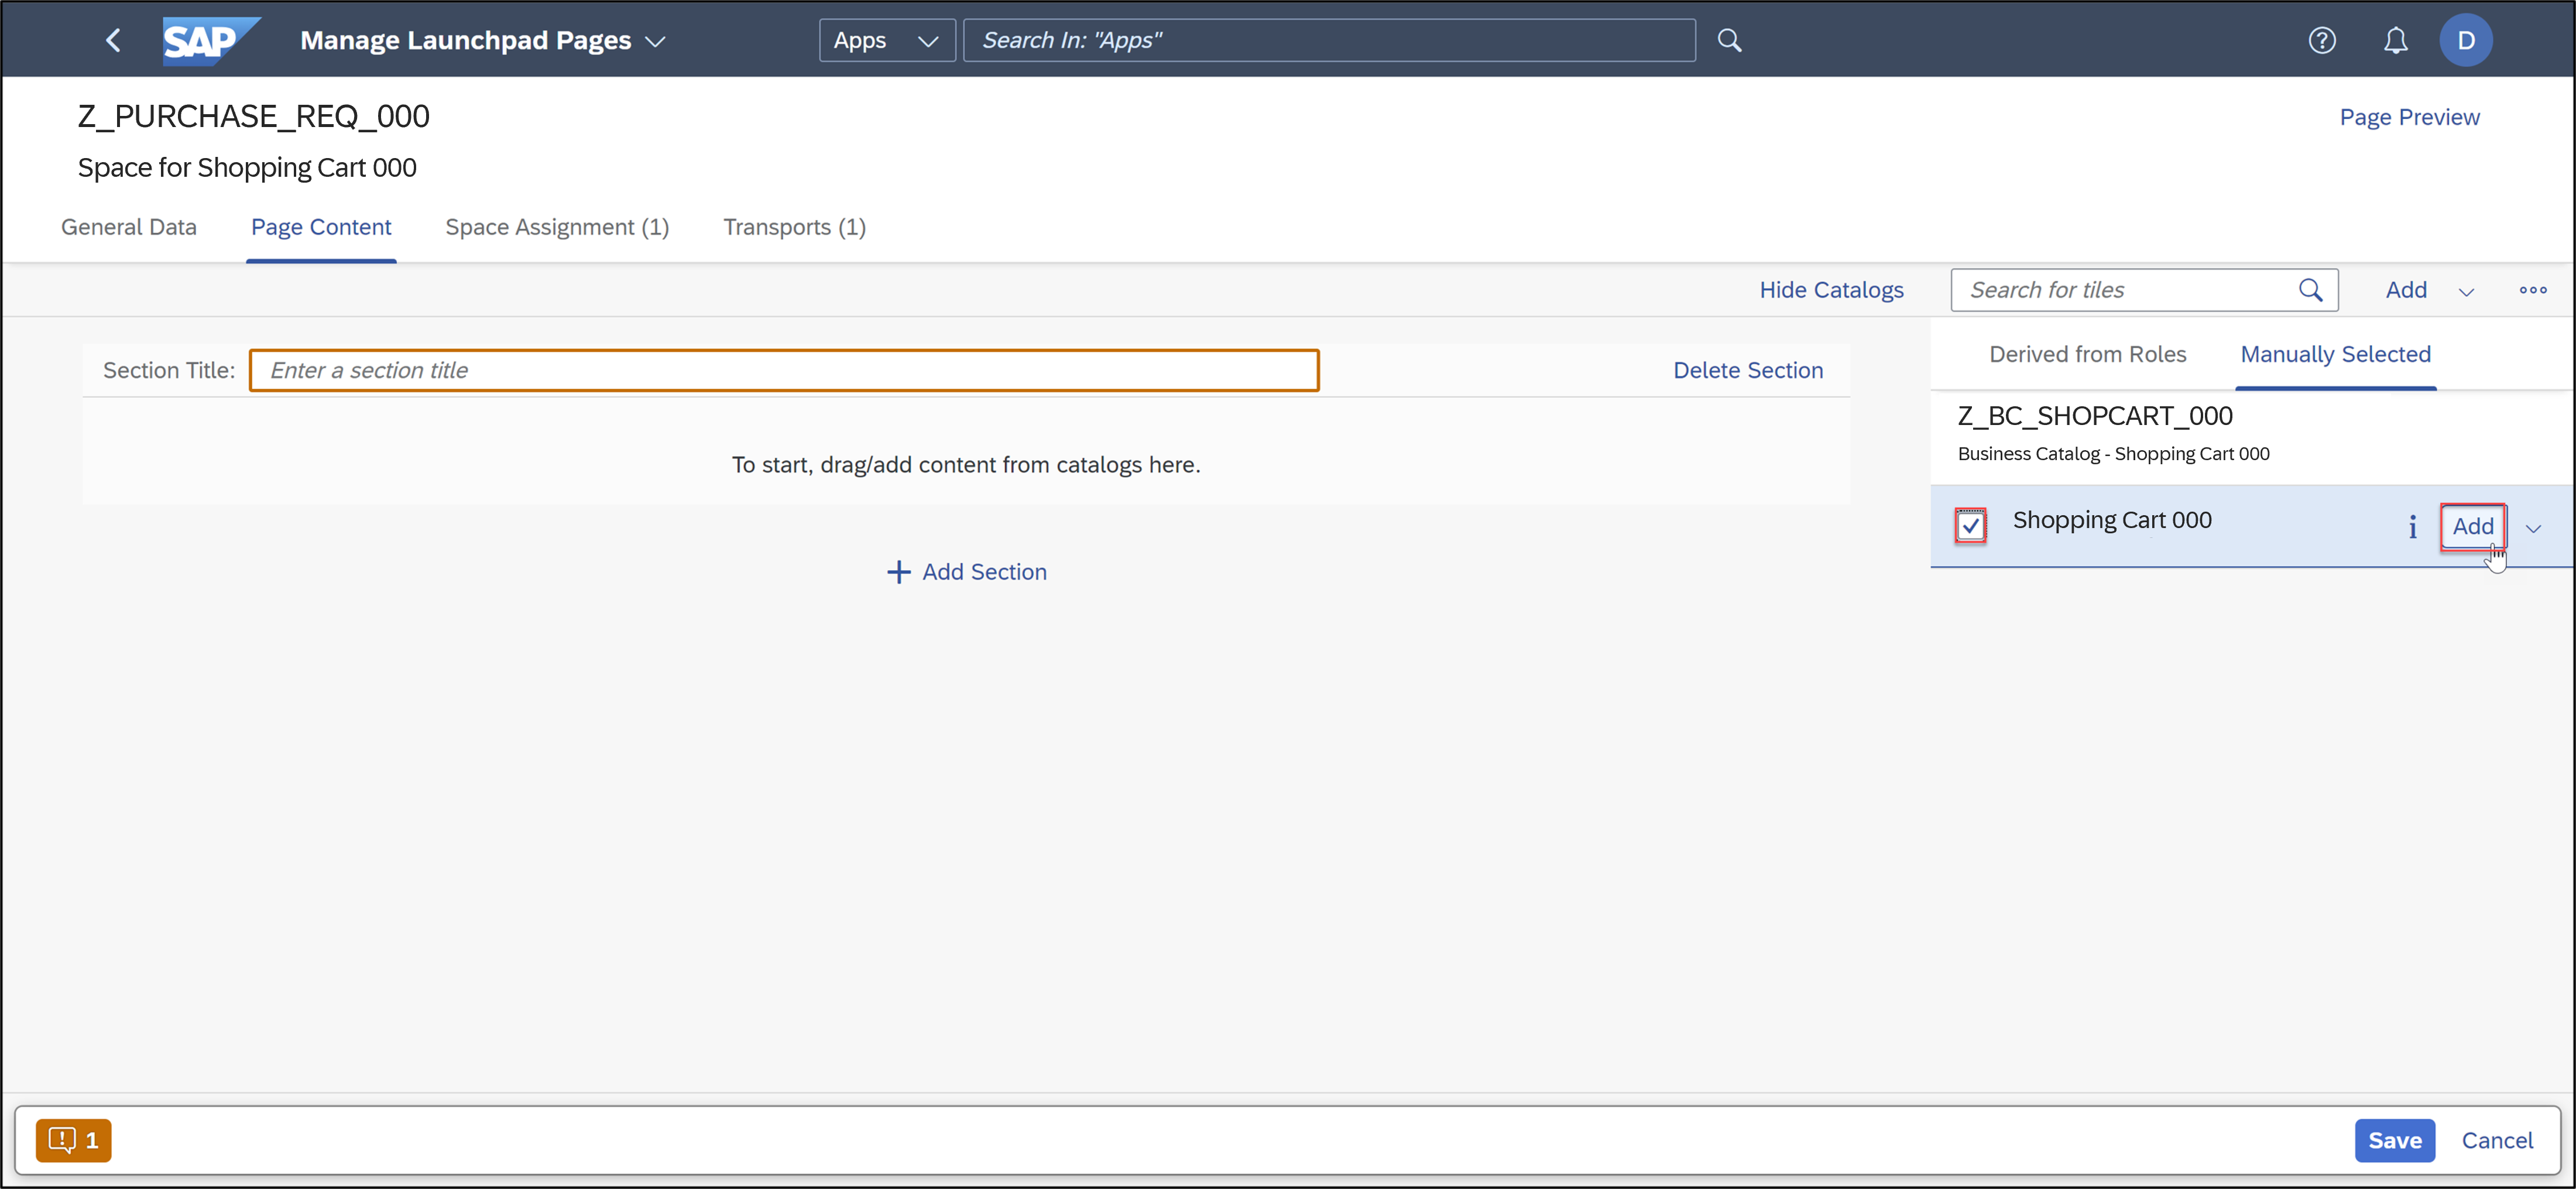 SAP Manage Launchpad Pages Apps Search In: "Apps" D
Z_PURCHASE_REQ_000 Page Preview
Space for Shopping Cart 000
General Data Page Content Space Assignment (1) Transports (1)
Hide Catalogs Search for tiles Add
Section Title: Enter a section title Delete Section
To start, drag/add content from catalogs here.
Add Section
Derived from Roles Manually Selected
Z_BC_SHOPCART_000
Business Catalog - Shopping Cart 000
Shopping Cart 000 i Add
1 Save Cancel